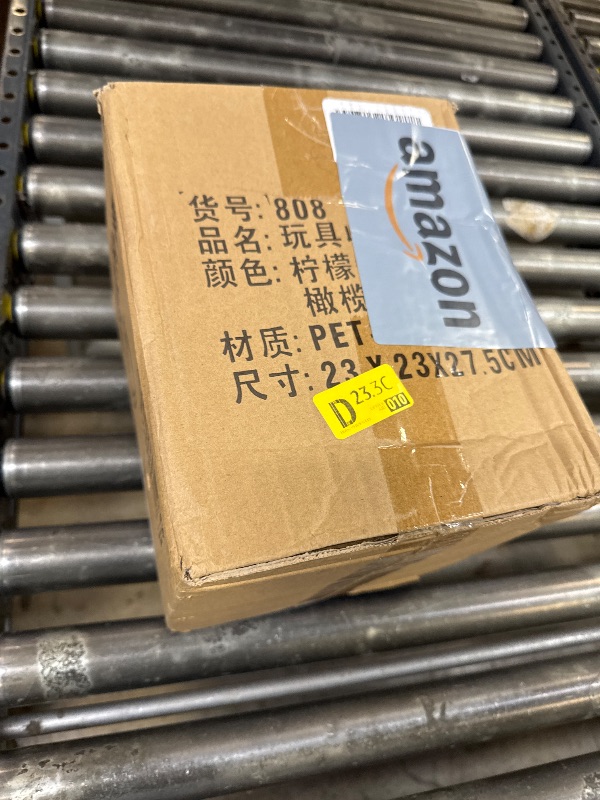 货号: 808
品名: 玩具
颜色: 柠檬
橄榄
材质: PET
尺寸: 23 X 23X27.5CM
amazon
D 23.3C
010